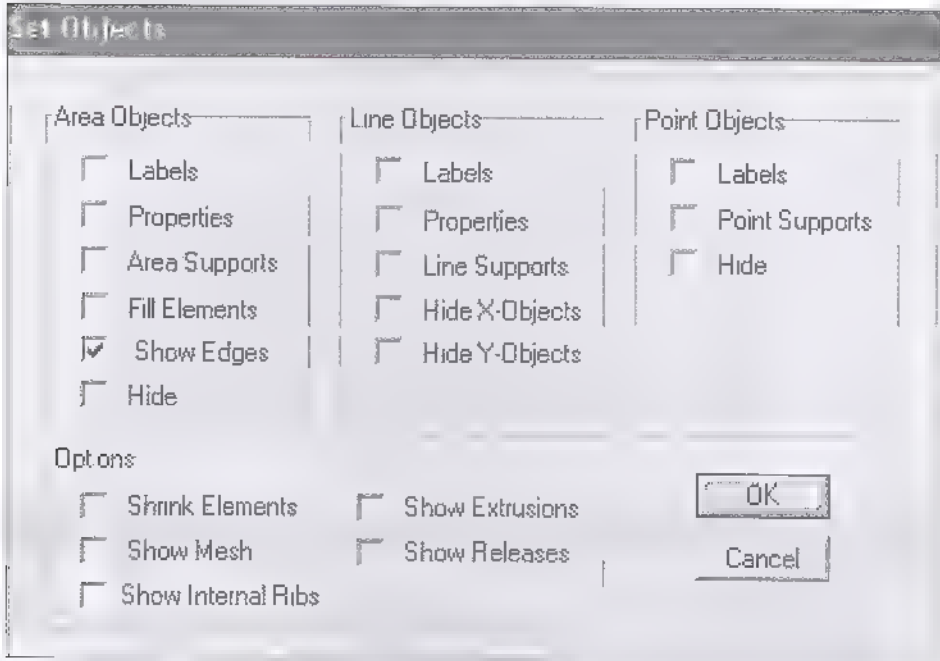 Set Objects
Area Objects
Labels
Properties
Area Supports
Fill Elements
Show Edges
Hide
Line Objects
Labels
Properties
Line Supports
Hide X-Objects
Hide Y-Objects
Point Objects
Labels
Point Supports
Hide
Options
Shrink Elements
Show Mesh
Show Internal Ribs
Show Extrusions
Show Releases
OK
Cancel